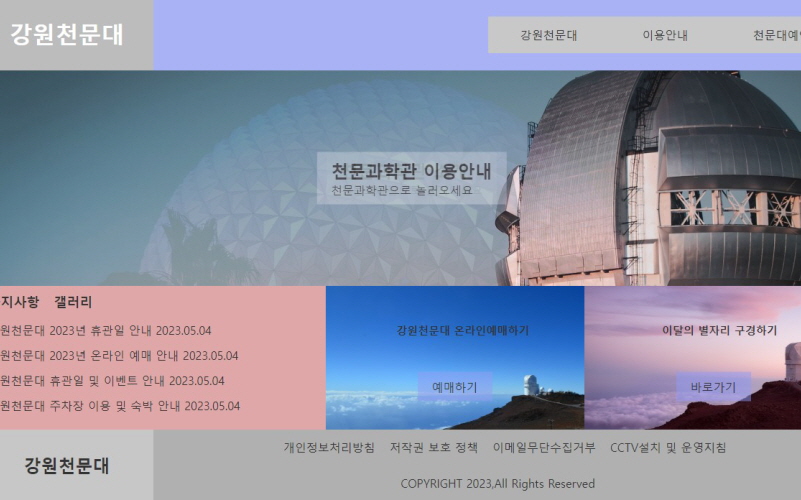 강원천문대
강원천문대 이용안내 천문대예
천문과학관 이용안내
천문과학관으로 놀러오세요
지사항 갤러리
원천문대 2023년 휴관일 안내 2023.05.04
원천문대 2023년 온라인 예매 안내 2023.05.04
원천문대 휴관일 및 이벤트 안내 2023.05.04
원천문대 주차장 이용 및 숙박 안내 2023.05.04
강원천문대 온라인예매하기
예매하기
이달의 별자리 구경하기
바로가기
강원천문대
개인정보처리방침 저작권 보호 정책 이메일무단수집거부 CCTV설치 및 운영지침
COPYRIGHT 2023,All Rights Reserved